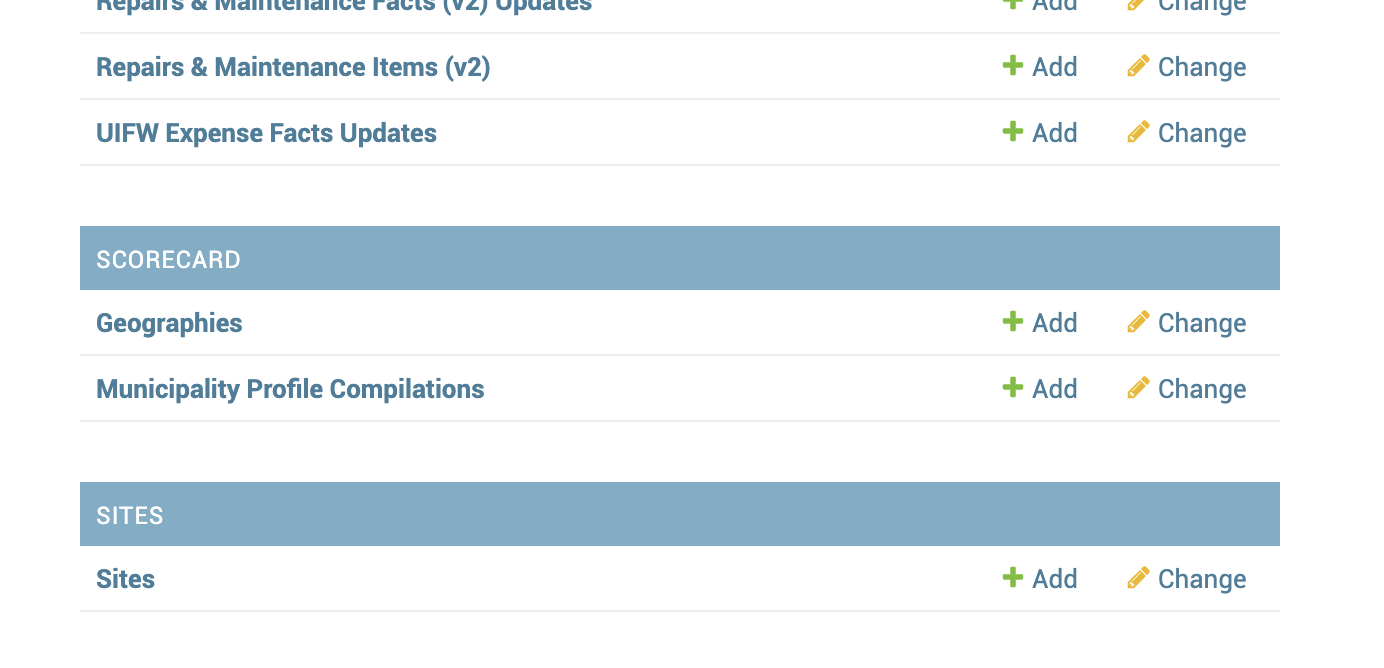 Repairs & Maintenance Facts (v2) Updates Add Change
Repairs & Maintenance Items (v2) Add Change
UIFW Expense Facts Updates Add Change
SCORECARD
Geographies Add Change
Municipality Profile Compilations Add Change
SITES
Sites Add Change